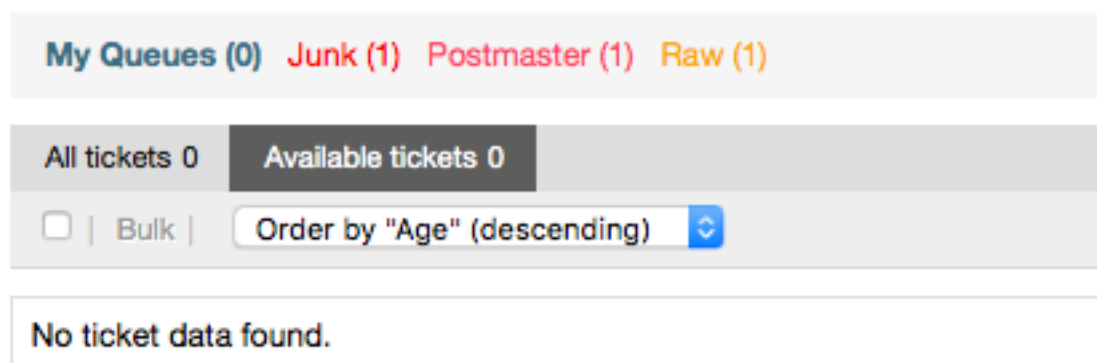 My Queues (0) Junk (1) Postmaster (1) Raw (1)
All tickets 0 Available tickets 0
| Bulk | Order by "Age" (descending)
No ticket data found.